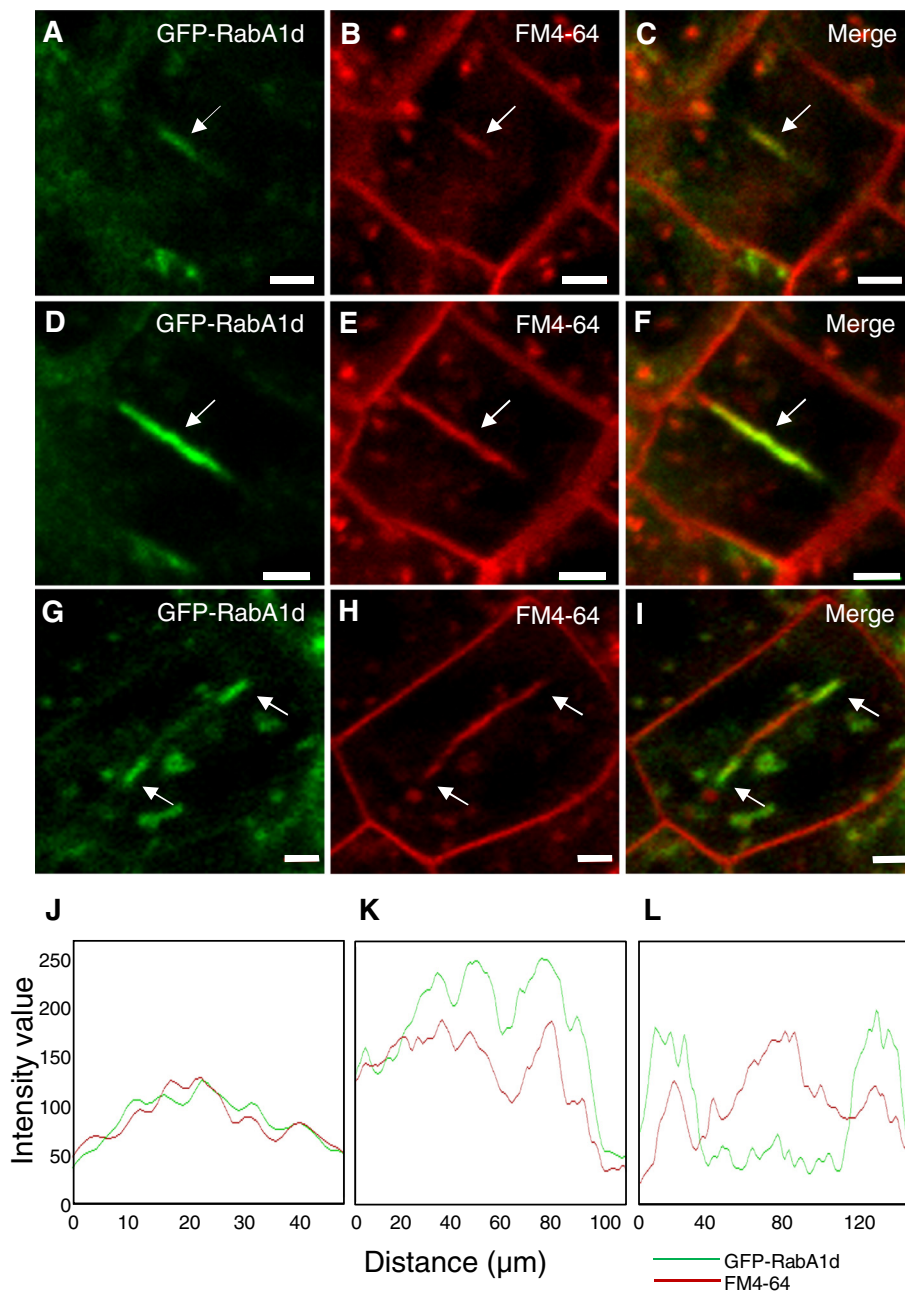 A GFP-RabA1d
B FM4-64
C Merge
D GFP-RabA1d
E FM4-64
F Merge
G GFP-RabA1d
H FM4-64
I Merge
J
K
L
Intensity value
250
200
150
100
50
0
0 10 20 30 40
0 20 40 60 80 100
0 40 80 120
Distance (µm)
GFP-RabA1d
FM4-64